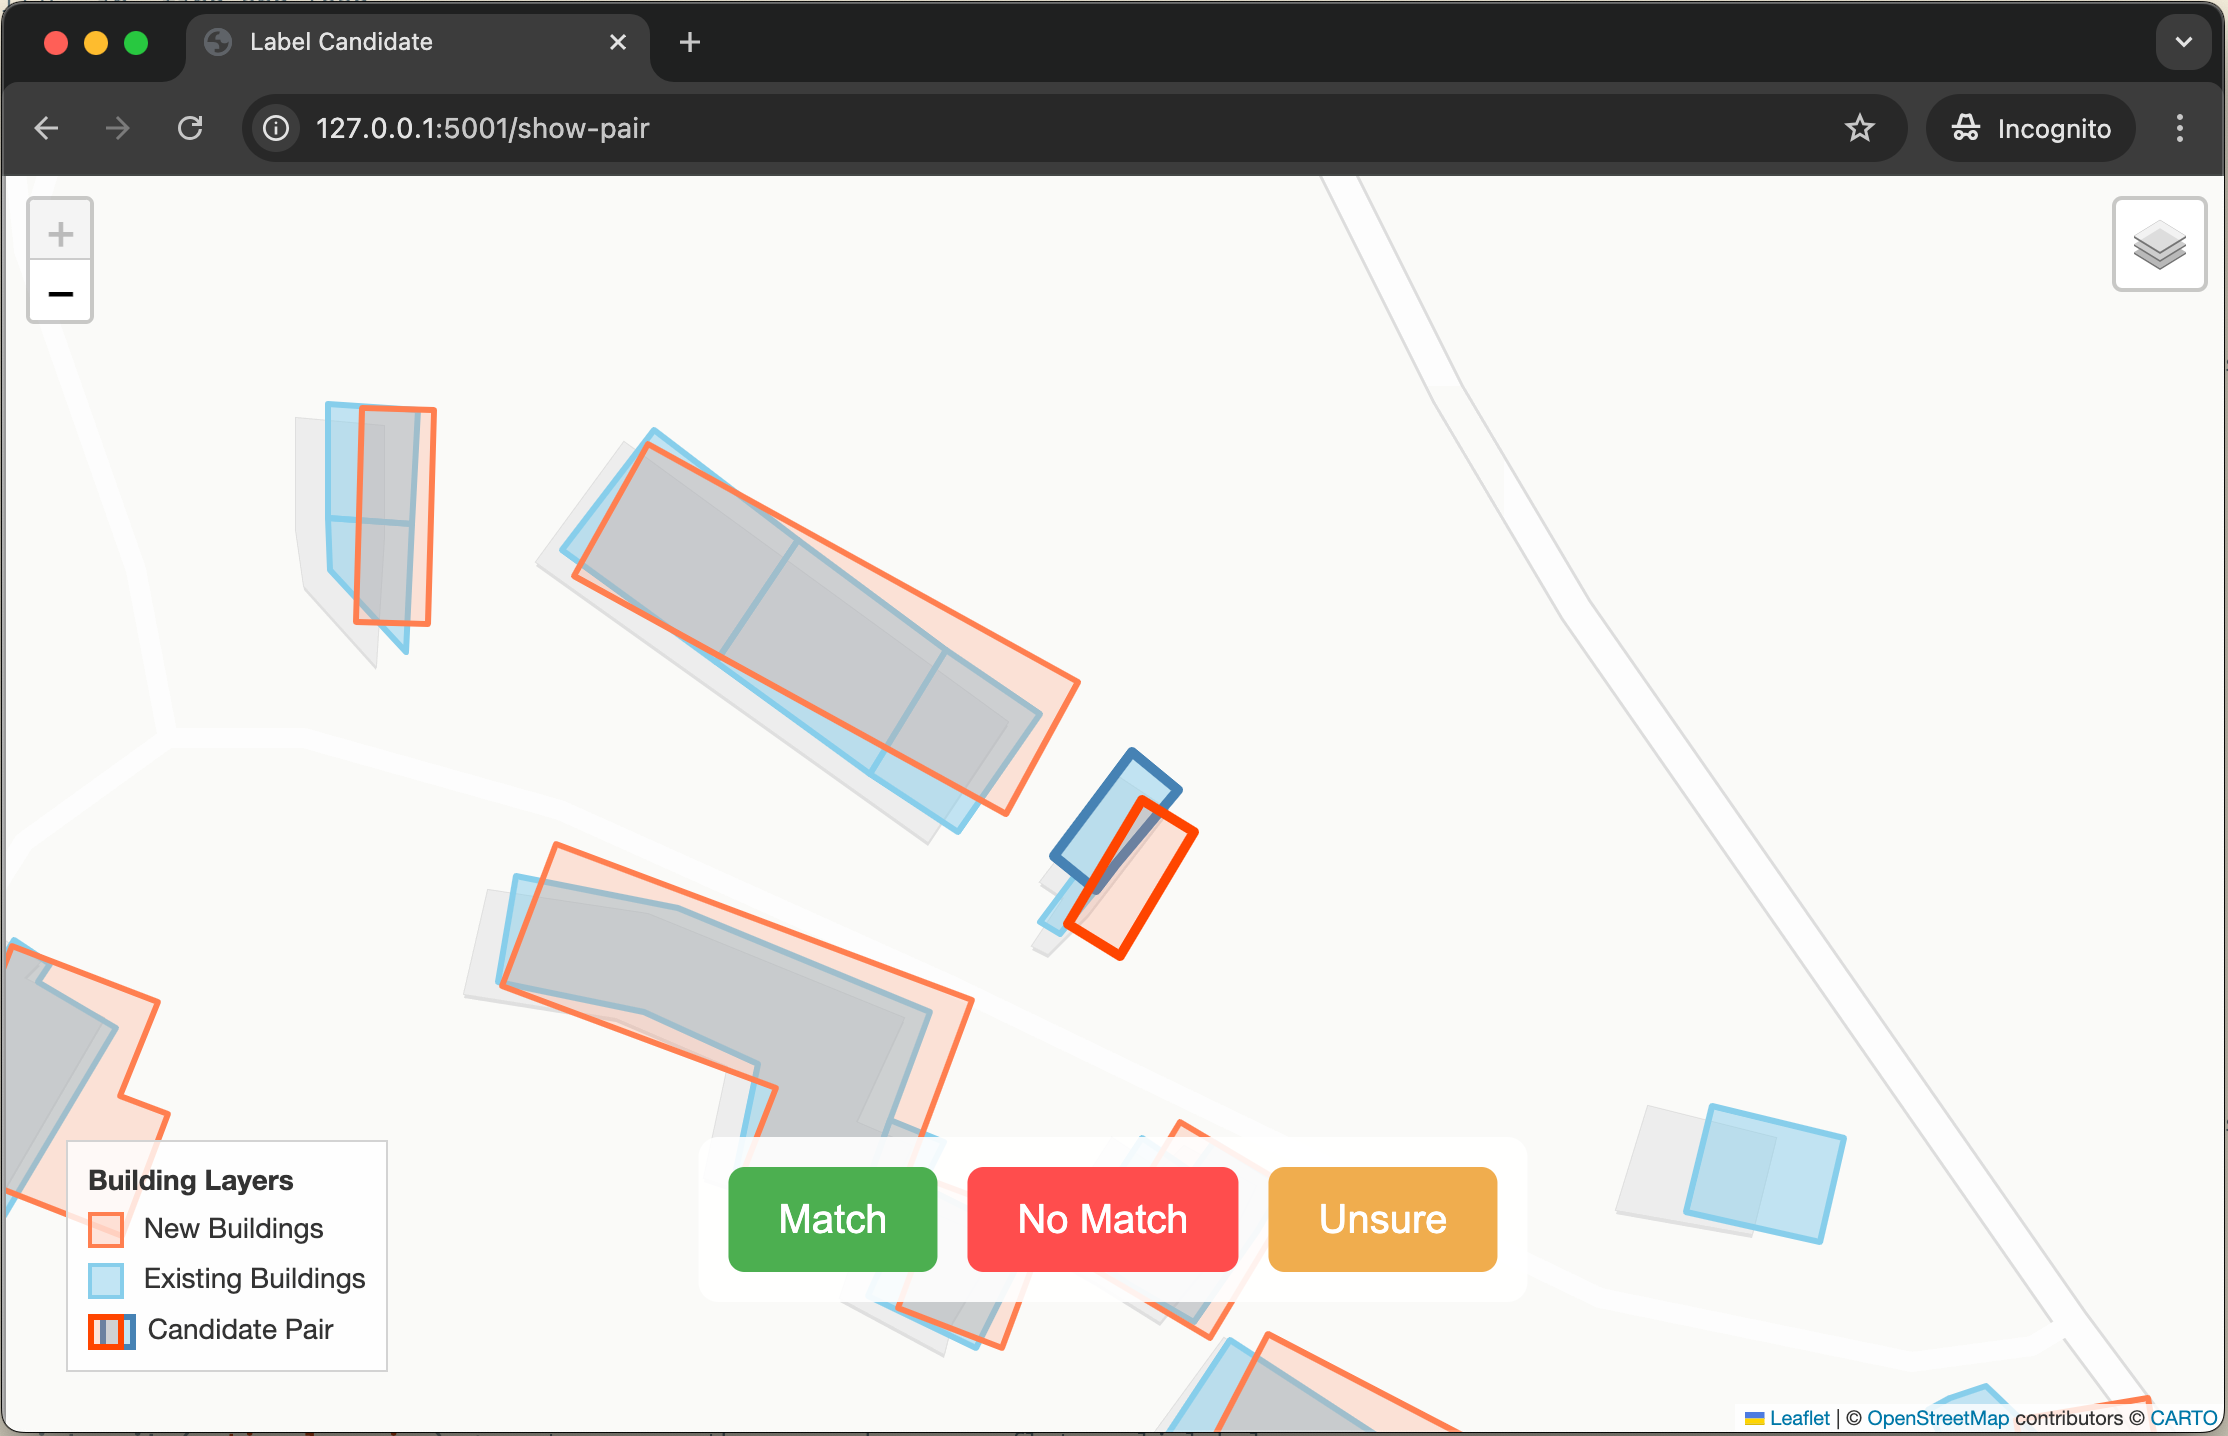 Label Candidate
127.0.0.1:5001/show-pair
Incognito
+
−
Building Layers
New Buildings
Existing Buildings
Candidate Pair
Match
No Match
Unsure
Leaflet | © OpenStreetMap contributors © CARTO